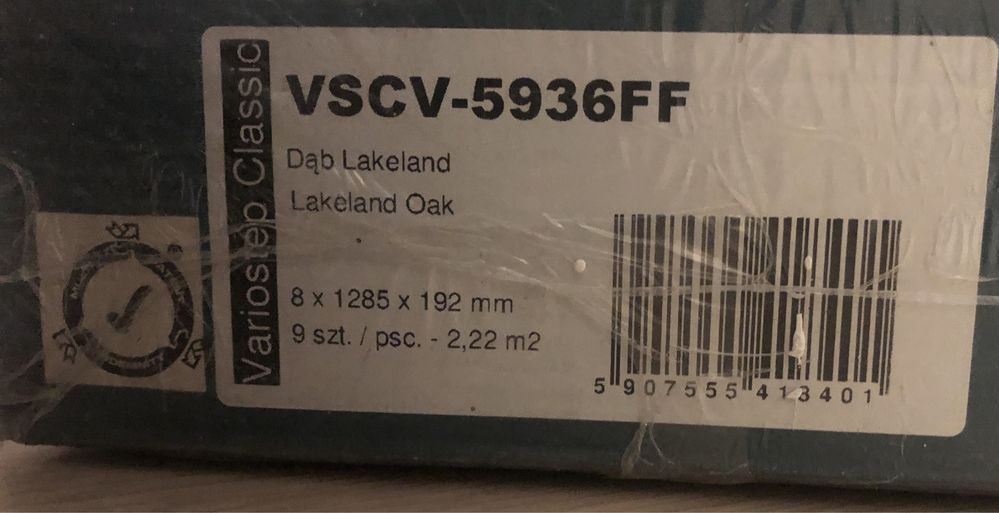 Variostep Classic
VSCV-5936FF
Dąb Lakeland
Lakeland Oak
8 x 1285 x 192 mm
9 szt. / psc. - 2,22 m2
5 907555 413401